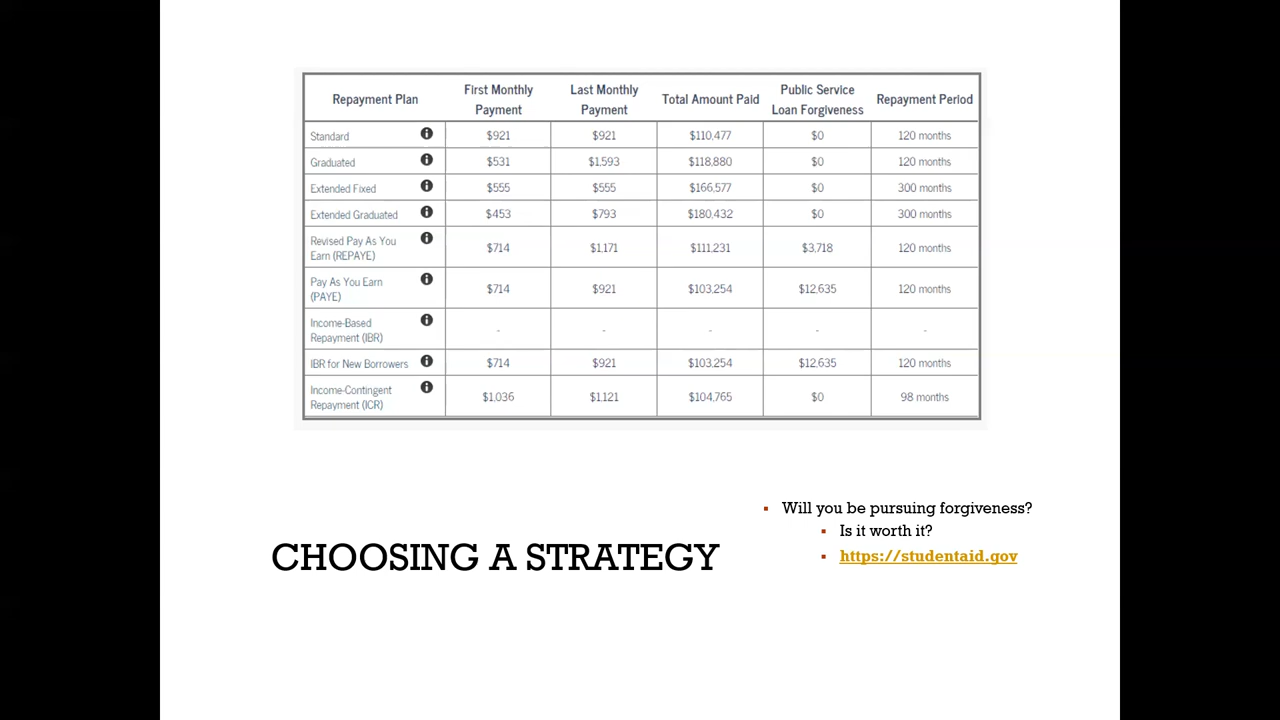 Repayment Plan First Monthly Payment Last Monthly Payment Total Amount Paid Public Service Loan Forgiveness Repayment Period
Standard $921 $921 $110,477 $0 120 months
Graduated $531 $1,593 $118,880 $0 120 months
Extended Fixed $555 $555 $166,577 $0 300 months
Extended Graduated $453 $793 $180,432 $0 300 months
Revised Pay As You Earn (REPAYE) $714 $1,171 $111,231 $3,718 120 months
Pay As You Earn (PAYE) $714 $921 $103,254 $12,635 120 months
Income-Based Repayment (IBR) - - - - -
IBR for New Borrowers $714 $921 $103,254 $12,635 120 months
Income-Contingent Repayment (ICR) $1,036 $1,121 $104,765 $0 98 months
CHOOSING A STRATEGY
Will you be pursuing forgiveness?
Is it worth it?
https://studentaid.gov